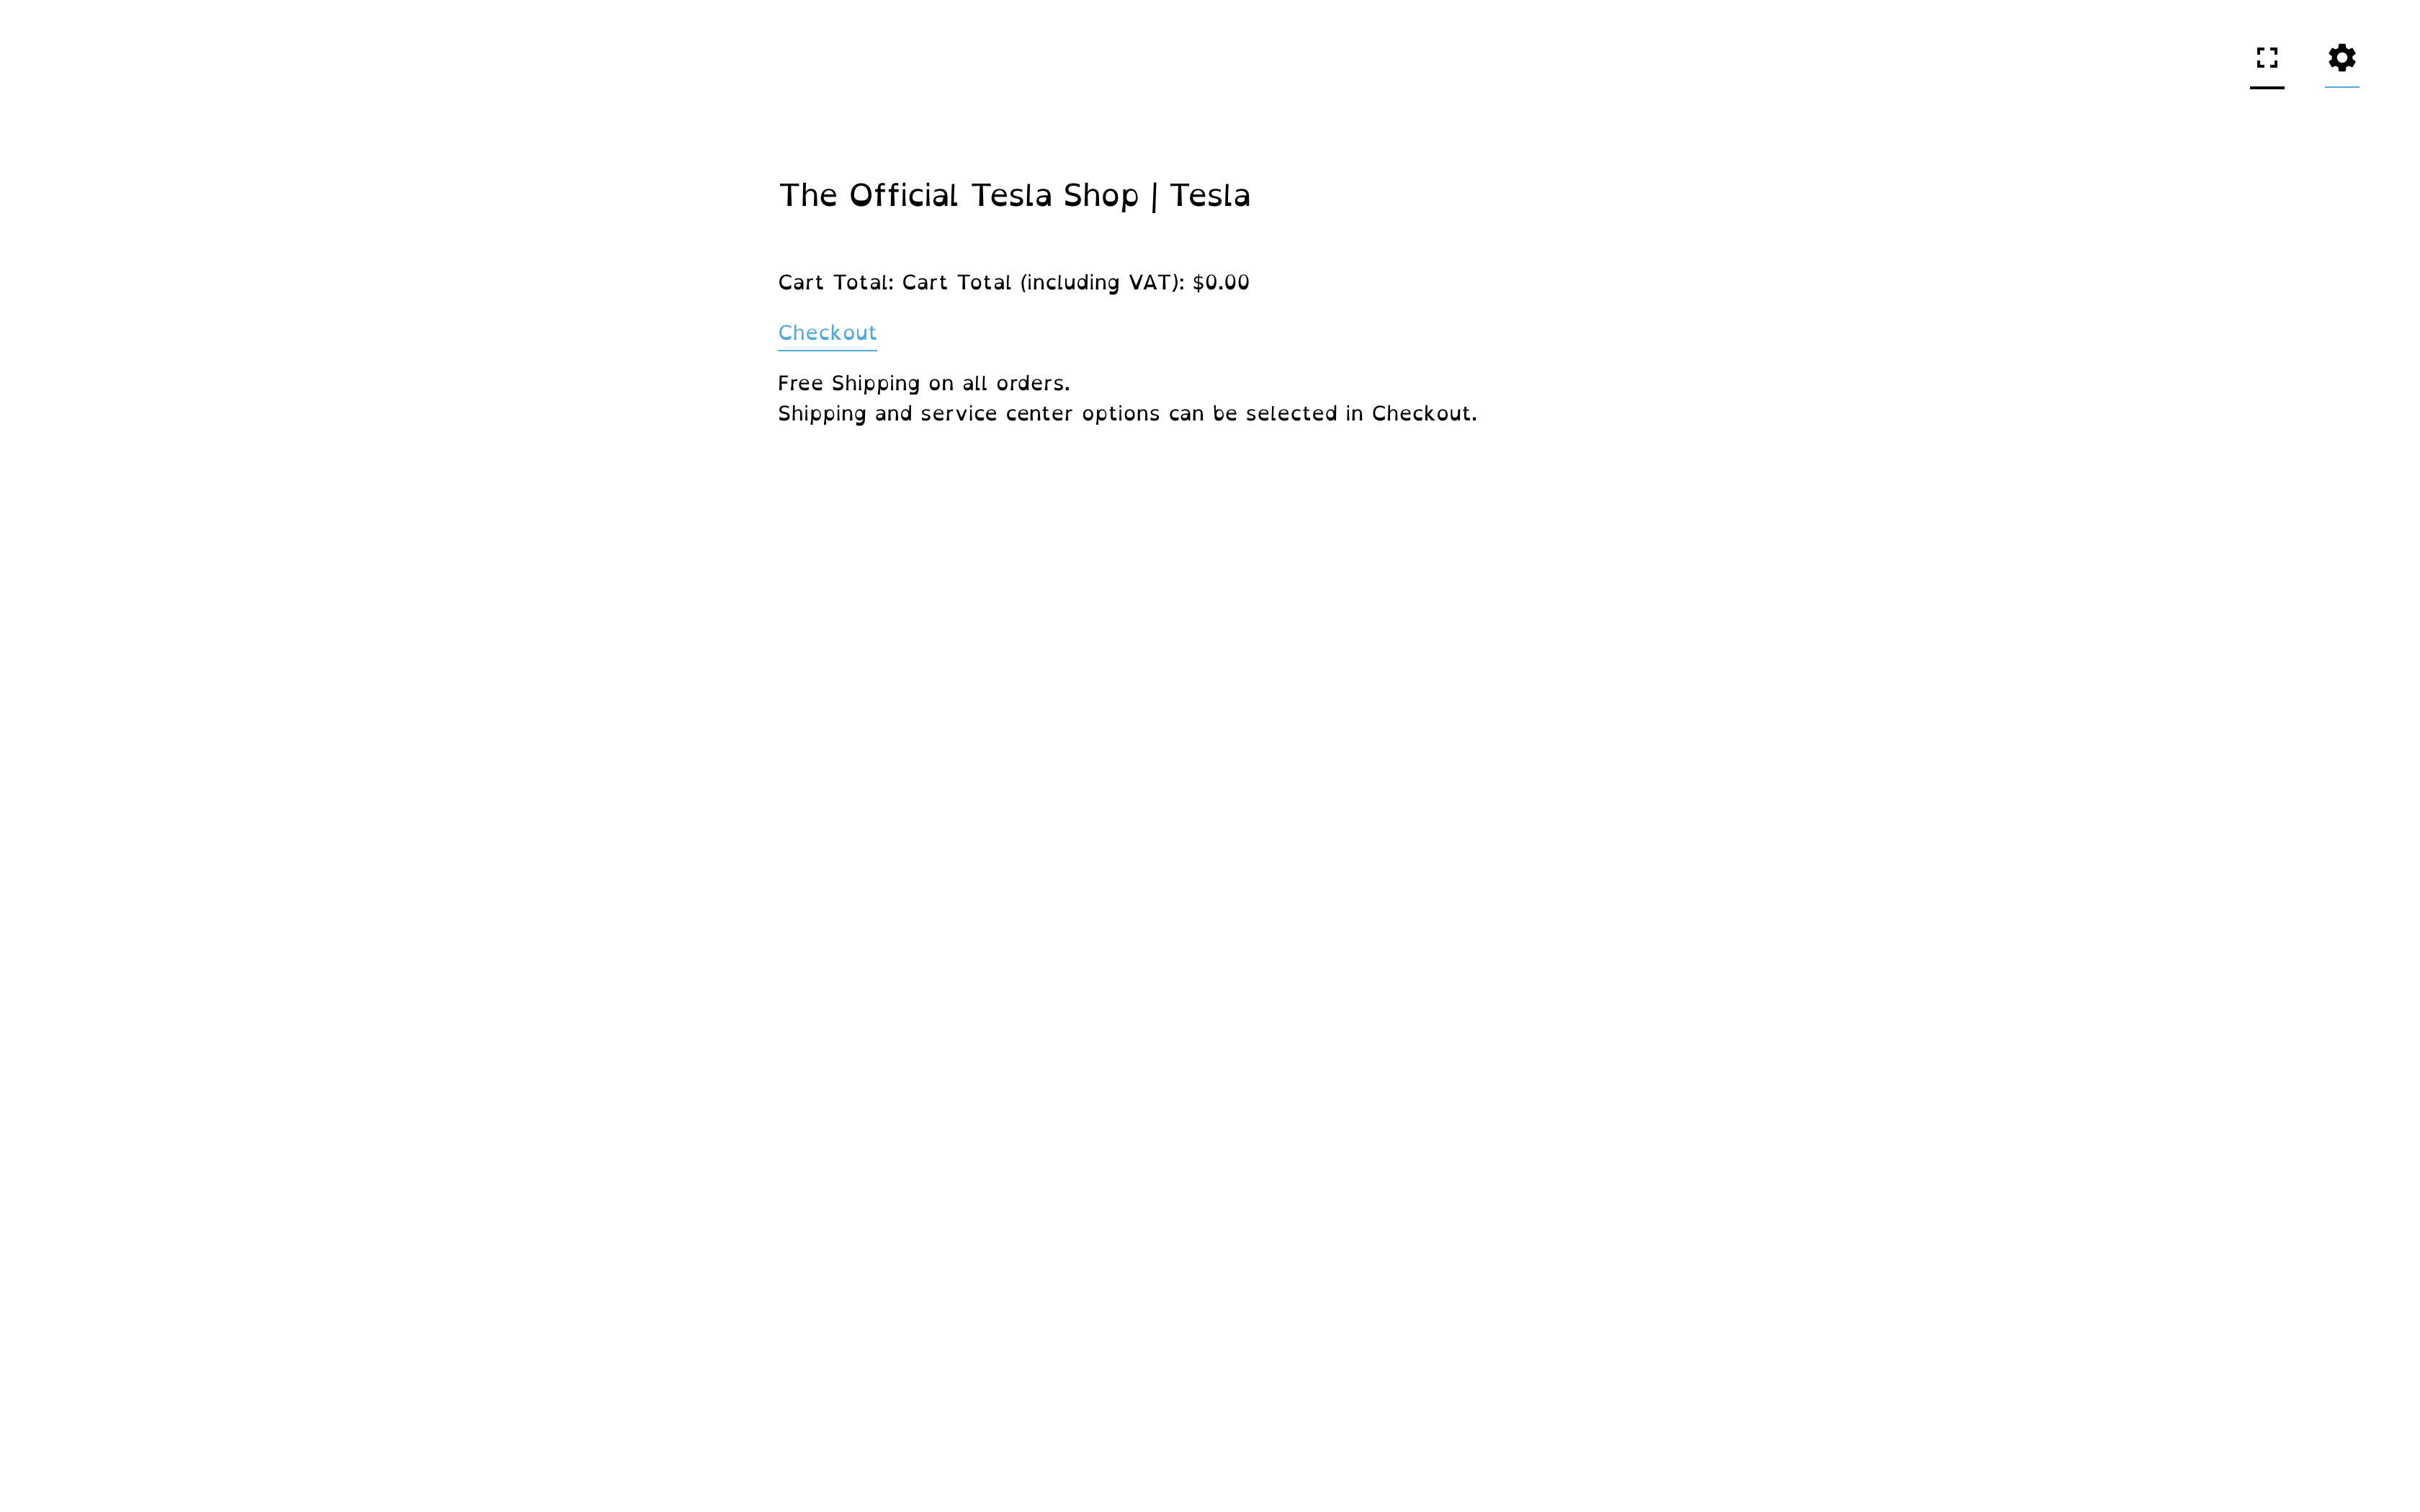 The Official Tesla Shop | Tesla
Cart Total: Cart Total (including VAT): $0.00
Checkout
Free Shipping on all orders.
Shipping and service center options can be selected in Checkout.